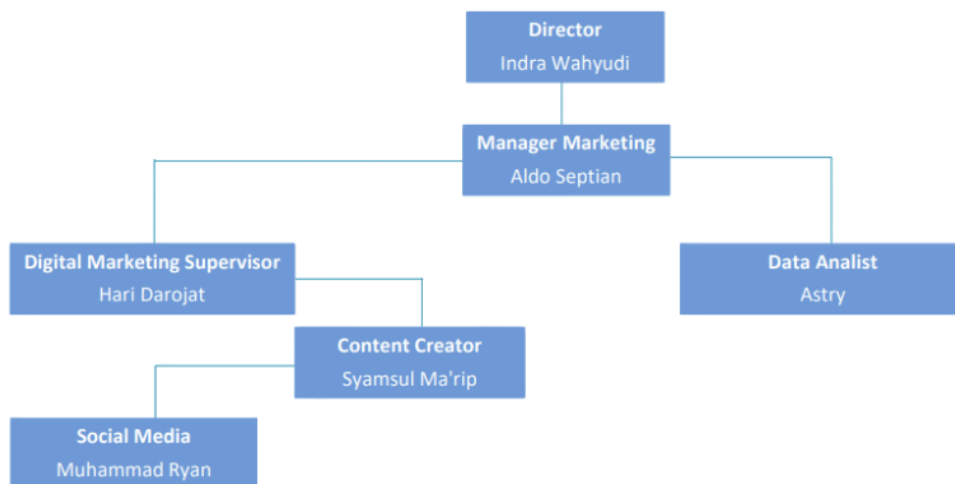 Director
Indra Wahyudi
Manager Marketing
Aldo Septian
Digital Marketing Supervisor
Hari Darojat
Data Analist
Astry
Content Creator
Syamsul Ma'rip
Social Media
Muhammad Ryan